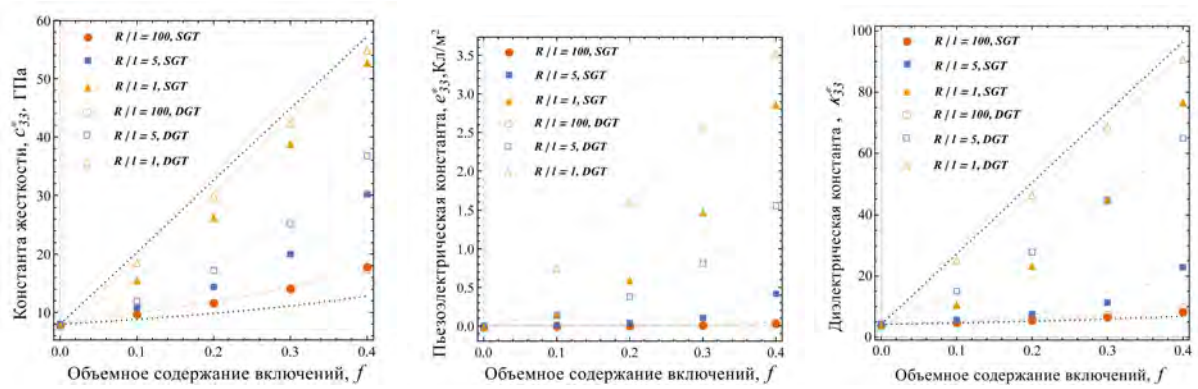 Константа жесткости, c*33, ГПа
60
50
40
30
20
10
R / l = 100, SGT
R / l = 5, SGT
R / l = 1, SGT
R / l = 100, DGT
R / l = 5, DGT
R / l = 1, DGT
0.0 0.1 0.2 0.3 0.4
Объемное содержание включений, f
Пьезоэлектрическая константа, e*33, Кл/м²
3.5
3.0
2.5
2.0
1.5
1.0
0.5
0.0
R / l = 100, SGT
R / l = 5, SGT
R / l = 1, SGT
R / l = 100, DGT
R / l = 5, DGT
R / l = 1, DGT
0.0 0.1 0.2 0.3 0.4
Объемное содержание включений, f
Диэлектрическая константа , κ*33
100
80
60
40
20
0
R / l = 100, SGT
R / l = 5, SGT
R / l = 1, SGT
R / l = 100, DGT
R / l = 5, DGT
R / l = 1, DGT
0.0 0.1 0.2 0.3 0.4
Объемное содержание включений, f